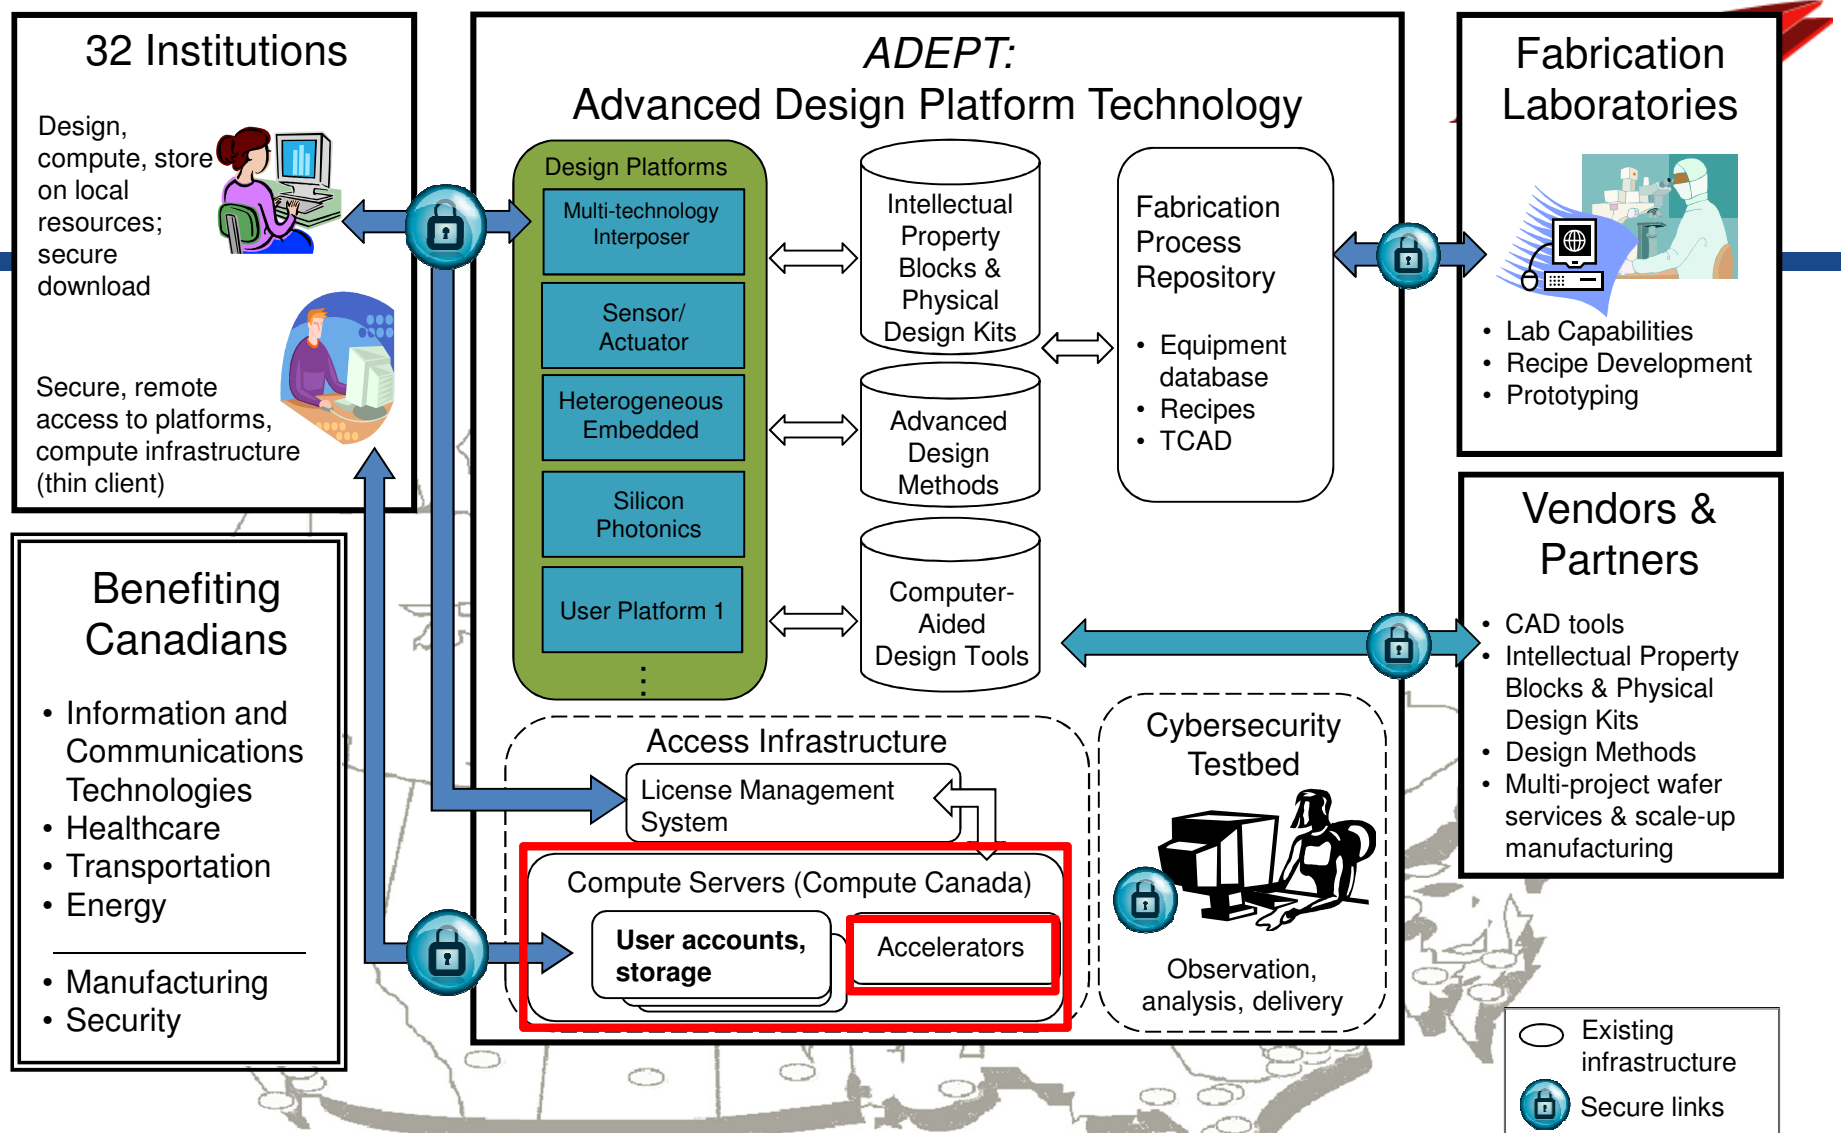 32 Institutions
Design,
compute, store
on local
resources;
secure
download
Secure, remote
access to platforms,
compute infrastructure
(thin client)
Benefiting
Canadians
• Information and
Communications
Technologies
• Healthcare
• Transportation
• Energy
• Manufacturing
• Security
ADEPT:
Advanced Design Platform Technology
Design Platforms
Multi-technology
Interposer
Sensor/
Actuator
Heterogeneous
Embedded
Silicon
Photonics
User Platform 1
⋮
Intellectual
Property
Blocks &
Physical
Design Kits
Advanced
Design
Methods
Computer-
Aided
Design Tools
Fabrication
Process
Repository
• Equipment
database
• Recipes
• TCAD
Access Infrastructure
License Management
System
Compute Servers (Compute Canada)
User accounts,
storage
Accelerators
Cybersecurity
Testbed
Observation,
analysis, delivery
Fabrication
Laboratories
• Lab Capabilities
• Recipe Development
• Prototyping
Vendors &
Partners
• CAD tools
• Intellectual Property
Blocks & Physical
Design Kits
• Design Methods
• Multi-project wafer
services & scale-up
manufacturing
Existing
infrastructure
Secure links